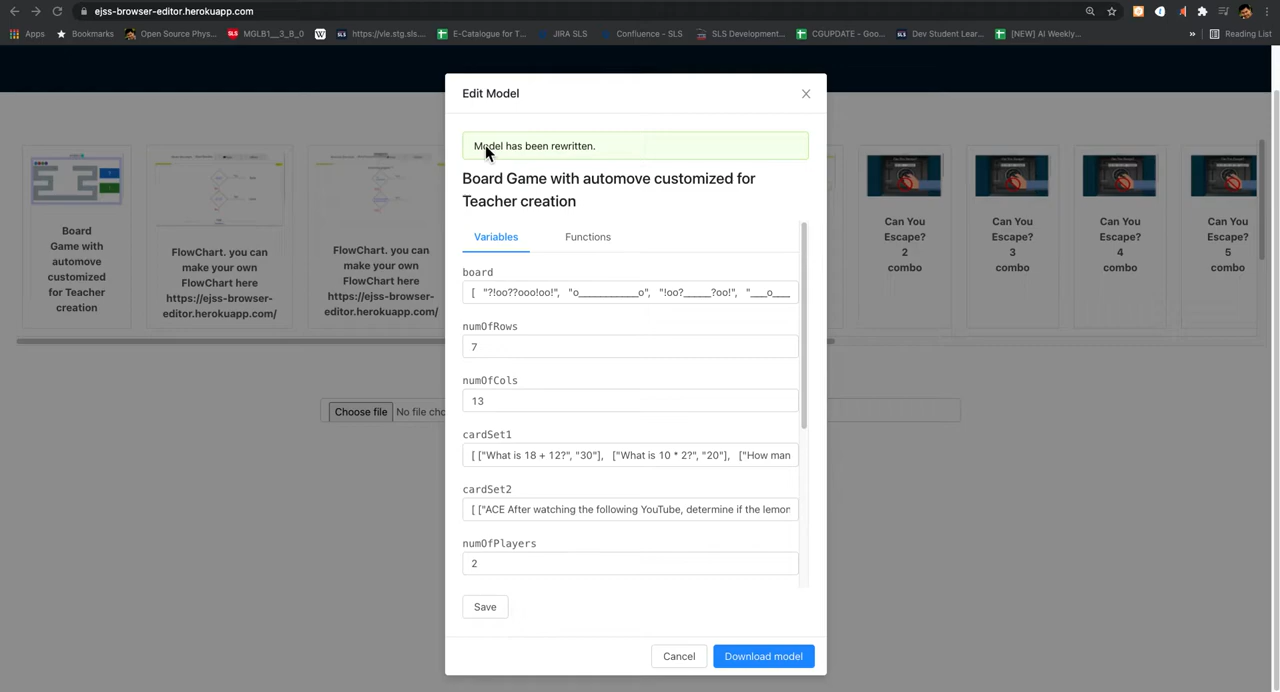 ejss-browser-editor.herokuapp.com
Apps
Bookmarks
Open Source Phys...
MGLB1__3_B_0
https://vle.stg.sls....
E-Catalogue for T...
JIRA SLS
Confluence - SLS
SLS Development...
CGUPDATE - Goo...
Dev Student Lear...
[NEW] AI Weekly...
»
Reading List
Edit Model
Model has been rewritten.
Board Game with automove customized for
Teacher creation
Variables
Functions
board
[ "?!oo??ooo!oo!", "o___________o", "!oo?______?oo!", "___o____
numOfRows
7
numOfCols
13
cardSet1
[ ["What is 18 + 12?", "30"], ["What is 10 * 2?", "20"], ["How man
cardSet2
[ ["ACE After watching the following YouTube, determine if the lemon
numOfPlayers
2
Save
Cancel
Download model
Board
Game with
automove
customized
for Teacher
creation
FlowChart. you can
make your own
FlowChart here
https://ejss-browser-
editor.herokuapp.com/
FlowChart. you can
make your own
FlowChart here
https://ejss-browser-
editor.herokuapp.com/
Can You
Escape?
2
combo
Can You
Escape?
3
combo
Can You
Escape?
4
combo
Can You
Escape?
5
combo
Choose file
No file cho